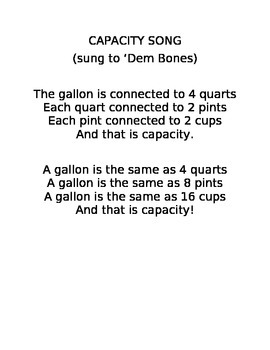 CAPACITY SONG
(sung to ‘Dem Bones)
The gallon is connected to 4 quarts
Each quart connected to 2 pints
Each pint connected to 2 cups
And that is capacity.
A gallon is the same as 4 quarts
A gallon is the same as 8 pints
A gallon is the same as 16 cups
And that is capacity!